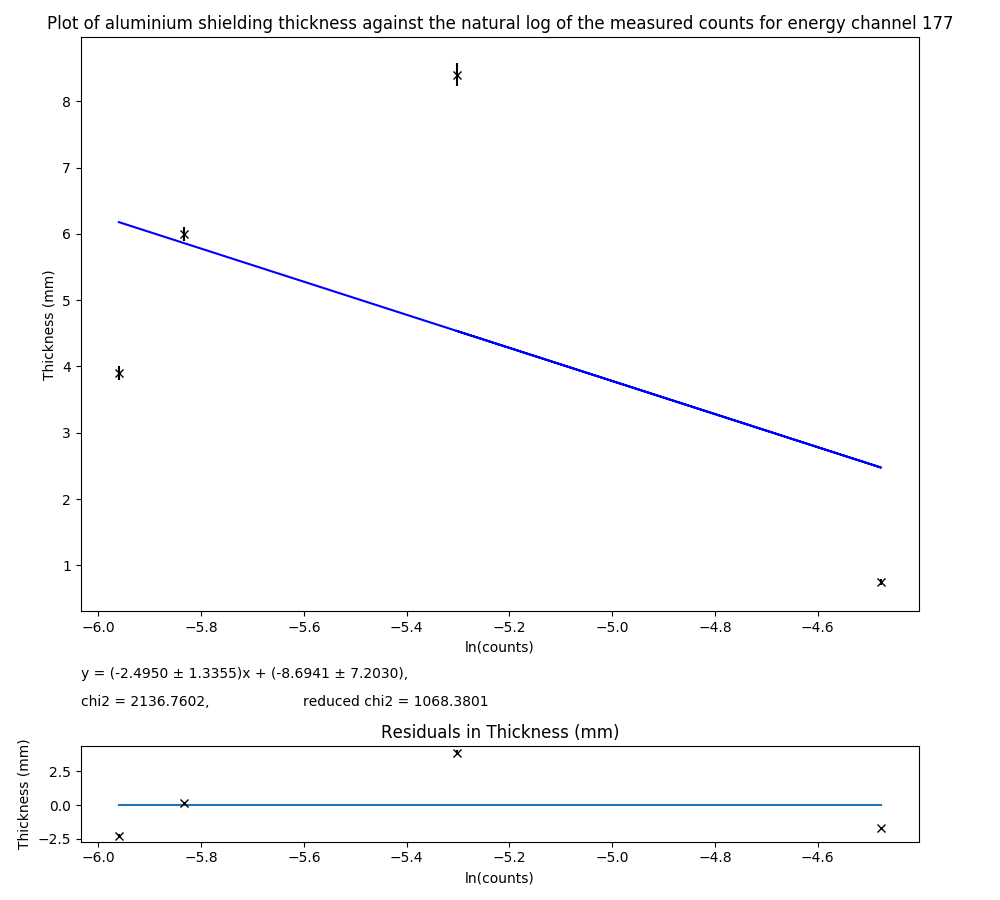 Plot of aluminium shielding thickness against the natural log of the measured counts for energy channel 177
8
7
6
5
4
3
2
1
Thickness (mm)
−6.0 −5.8 −5.6 −5.4 −5.2 −5.0 −4.8 −4.6
ln(counts)
y = (-2.4950 ± 1.3355)x + (-8.6941 ± 7.2030),
chi2 = 2136.7602, reduced chi2 = 1068.3801
Residuals in Thickness (mm)
2.5
0.0
−2.5
Thickness (mm)
−6.0 −5.8 −5.6 −5.4 −5.2 −5.0 −4.8 −4.6
ln(counts)